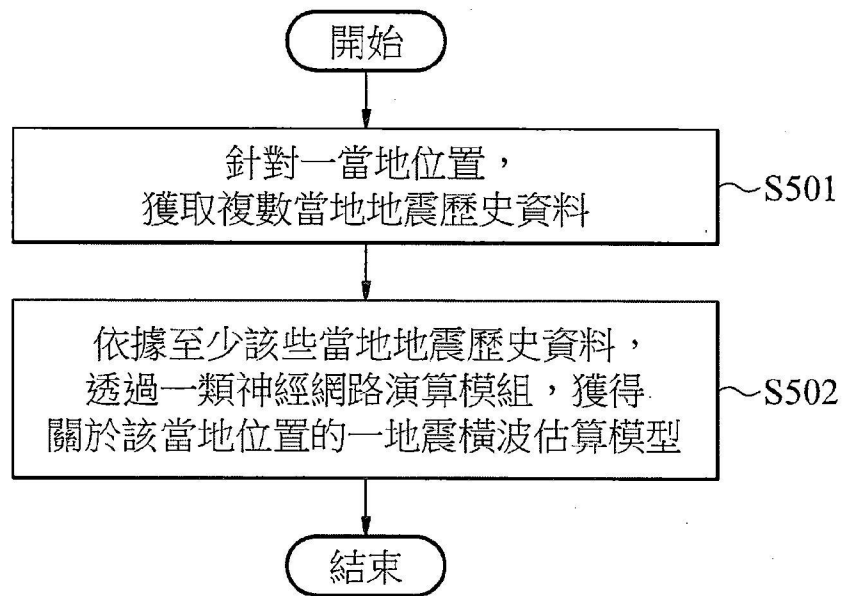 開始
針對一當地位置，
獲取複數當地地震歷史資料
S501
依據至少該些當地地震歷史資料，
透過一類神經網路演算模組，獲得
關於該當地位置的一地震橫波估算模型
S502
結束